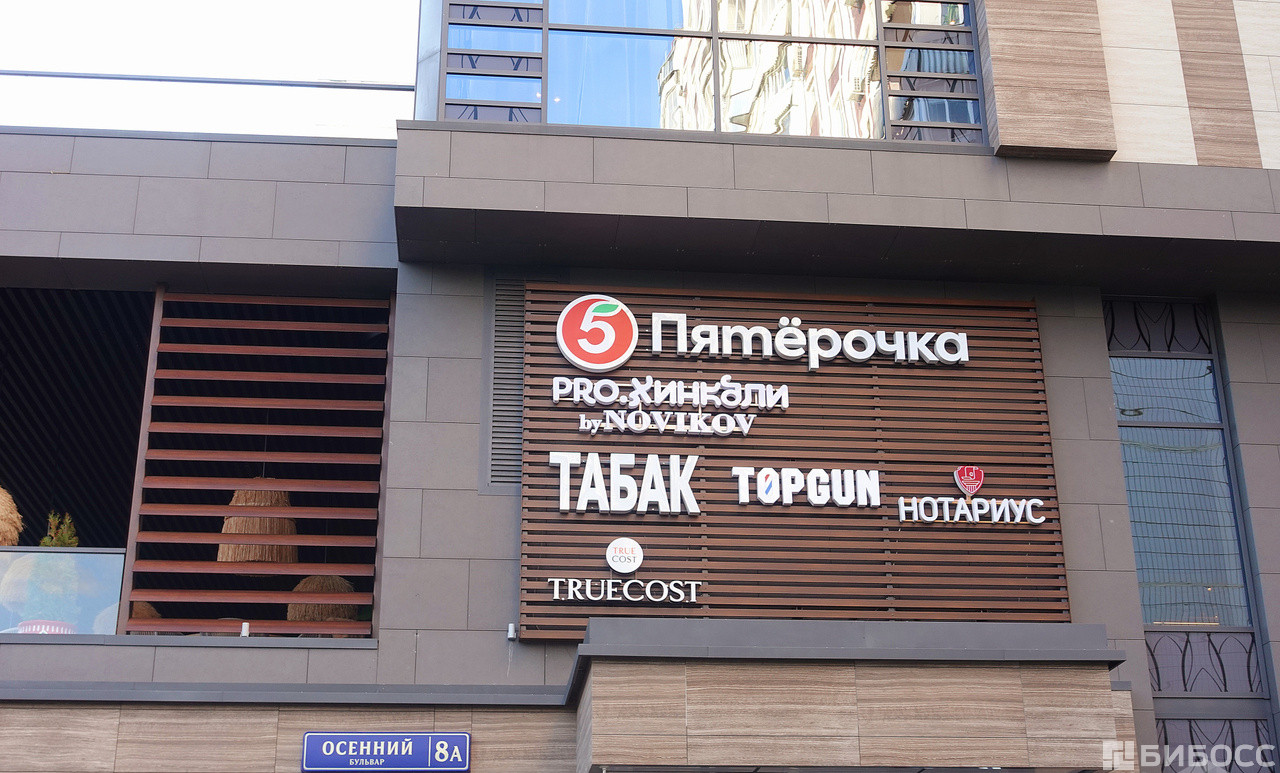 5 Пятёрочка
PRO.ХИНКАЛИ
by NOVIKOV
ТАБАК
TOPGUN
НОТАРИУС
TRUE
COST
TRUECOST
ОСЕННИЙ
БУЛЬВАР
8А
БИБОСС